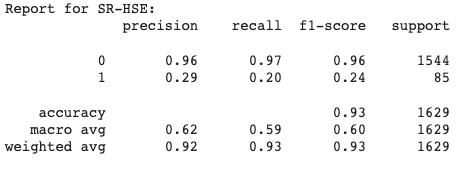 Report for SR-HSE:
precision recall f1-score support
0 0.96 0.97 0.96 1544
1 0.29 0.20 0.24 85
accuracy 0.93 1629
macro avg 0.62 0.59 0.60 1629
weighted avg 0.92 0.93 0.93 1629